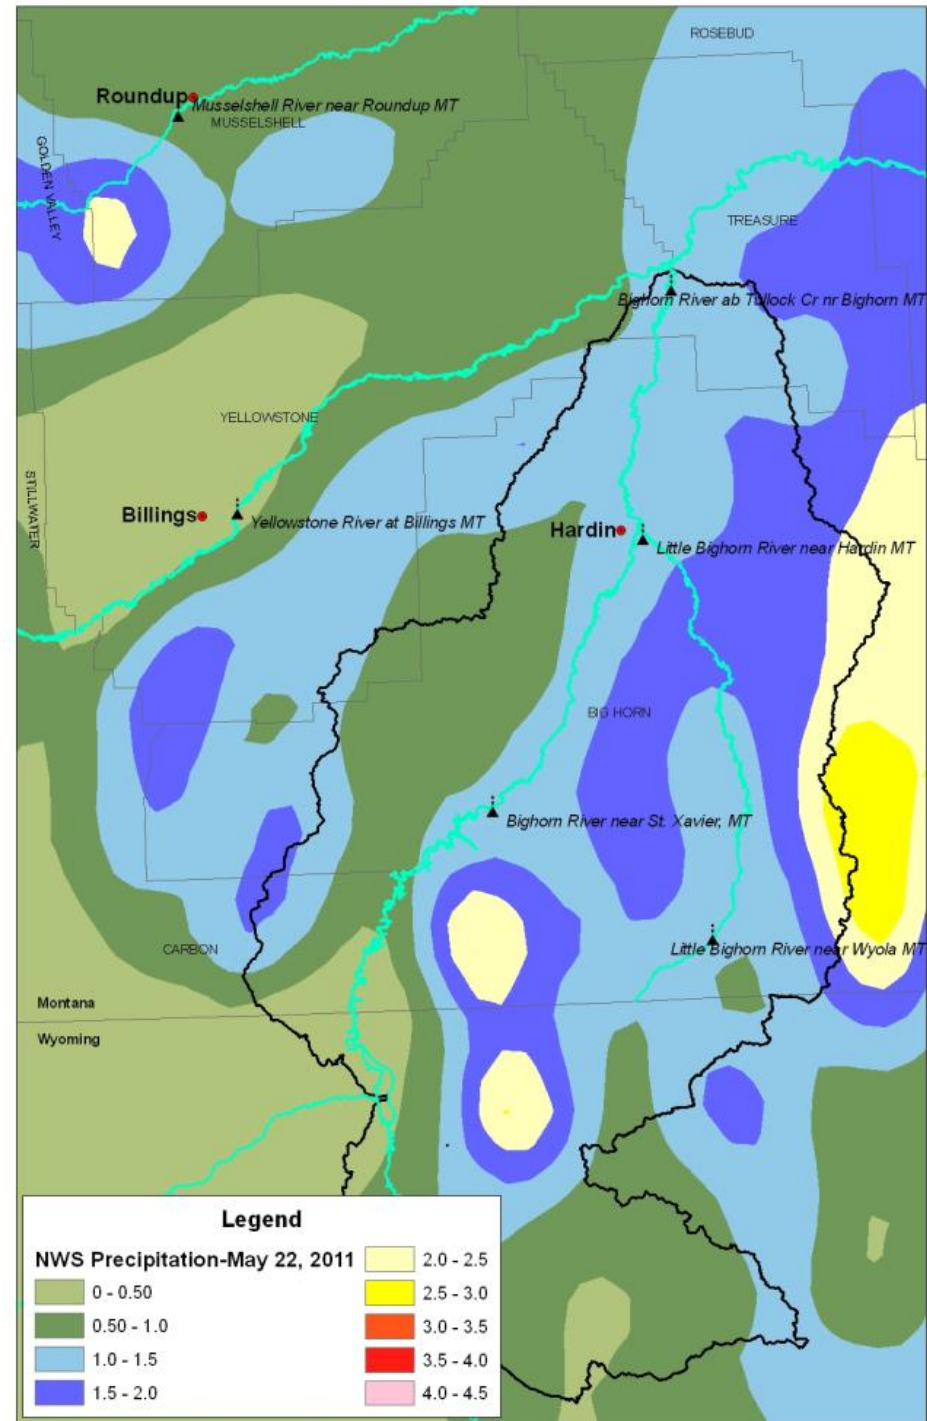 ROSEBUD
Roundup
Musselshell River near Roundup MT
MUSSELSHELL
GOLDEN VALLEY
TREASURE
Bighorn River ab Tullock Cr nr Bighorn MT
YELLOWSTONE
STILLWATER
Billings
Yellowstone River at Billings MT
Hardin
Little Bighorn River near Hardin MT
BIG HORN
Bighorn River near St. Xavier, MT
CARBON
Little Bighorn River near Wyola MT
Montana
Wyoming
Legend
NWS Precipitation-May 22, 2011
0 - 0.50
0.50 - 1.0
1.0 - 1.5
1.5 - 2.0
2.0 - 2.5
2.5 - 3.0
3.0 - 3.5
3.5 - 4.0
4.0 - 4.5